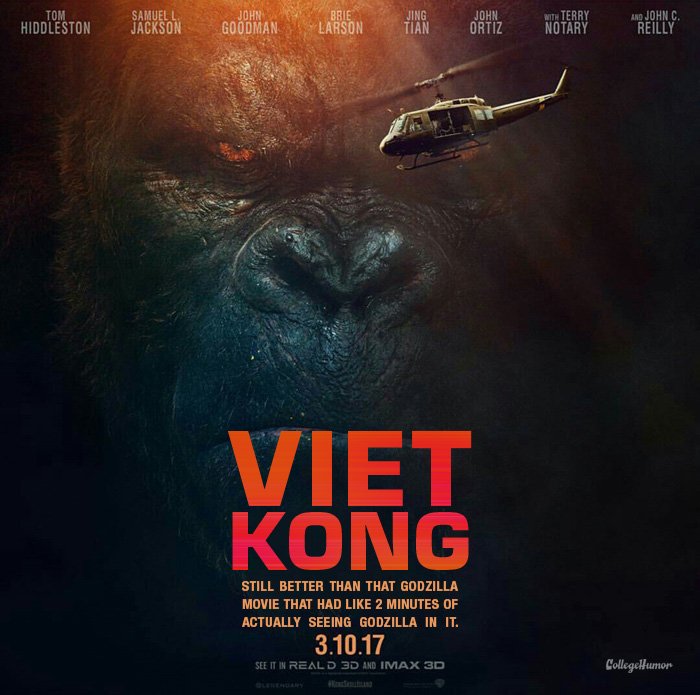 TOM HIDDLESTON SAMUEL L. JACKSON JOHN GOODMAN BRIE LARSON JING TIAN JOHN ORTIZ WITH TERRY NOTARY AND JOHN C. REILLY
VIET
KONG
STILL BETTER THAN THAT GODZILLA
MOVIE THAT HAD LIKE 2 MINUTES OF
ACTUALLY SEEING GODZILLA IN IT.
3.10.17
SEE IT IN REAL D 3D AND IMAX 3D
CollegeHumor
LEGENDARY #KONGSKULLISLAND